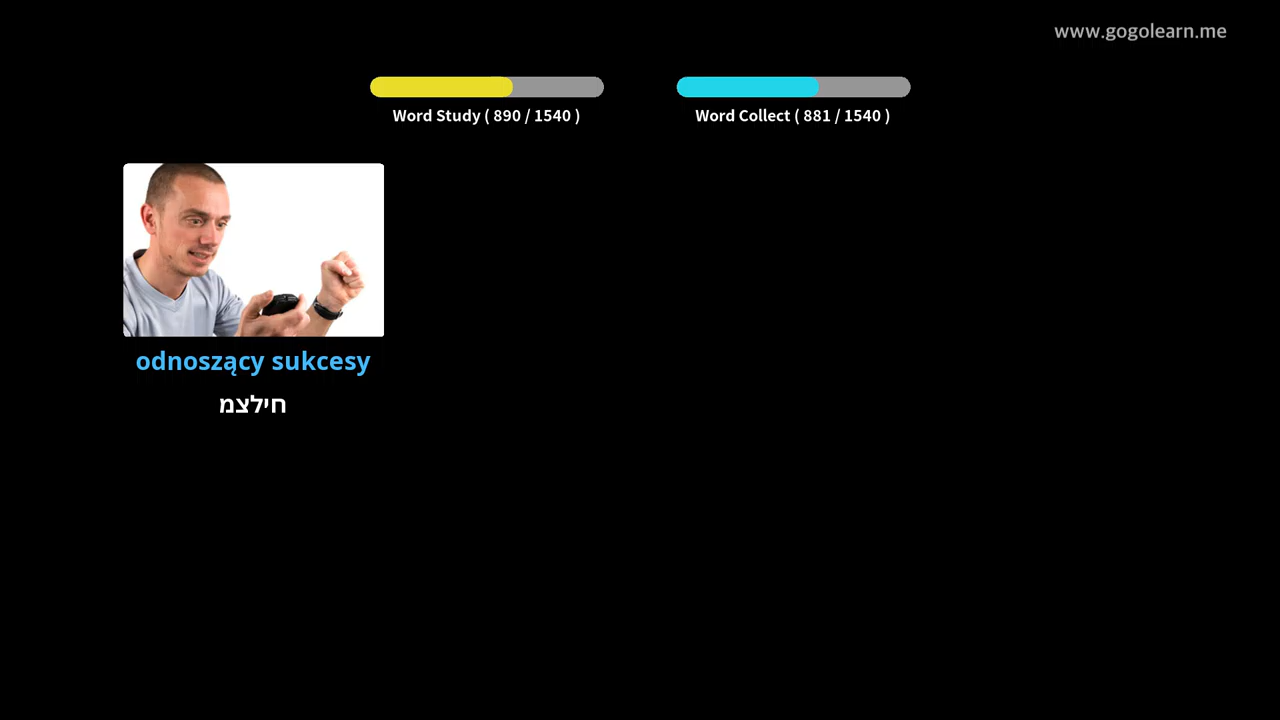 www.gogolearn.me
Word Study ( 890 / 1540 )
Word Collect ( 881 / 1540 )
odnoszący sukcesy
חילצמ